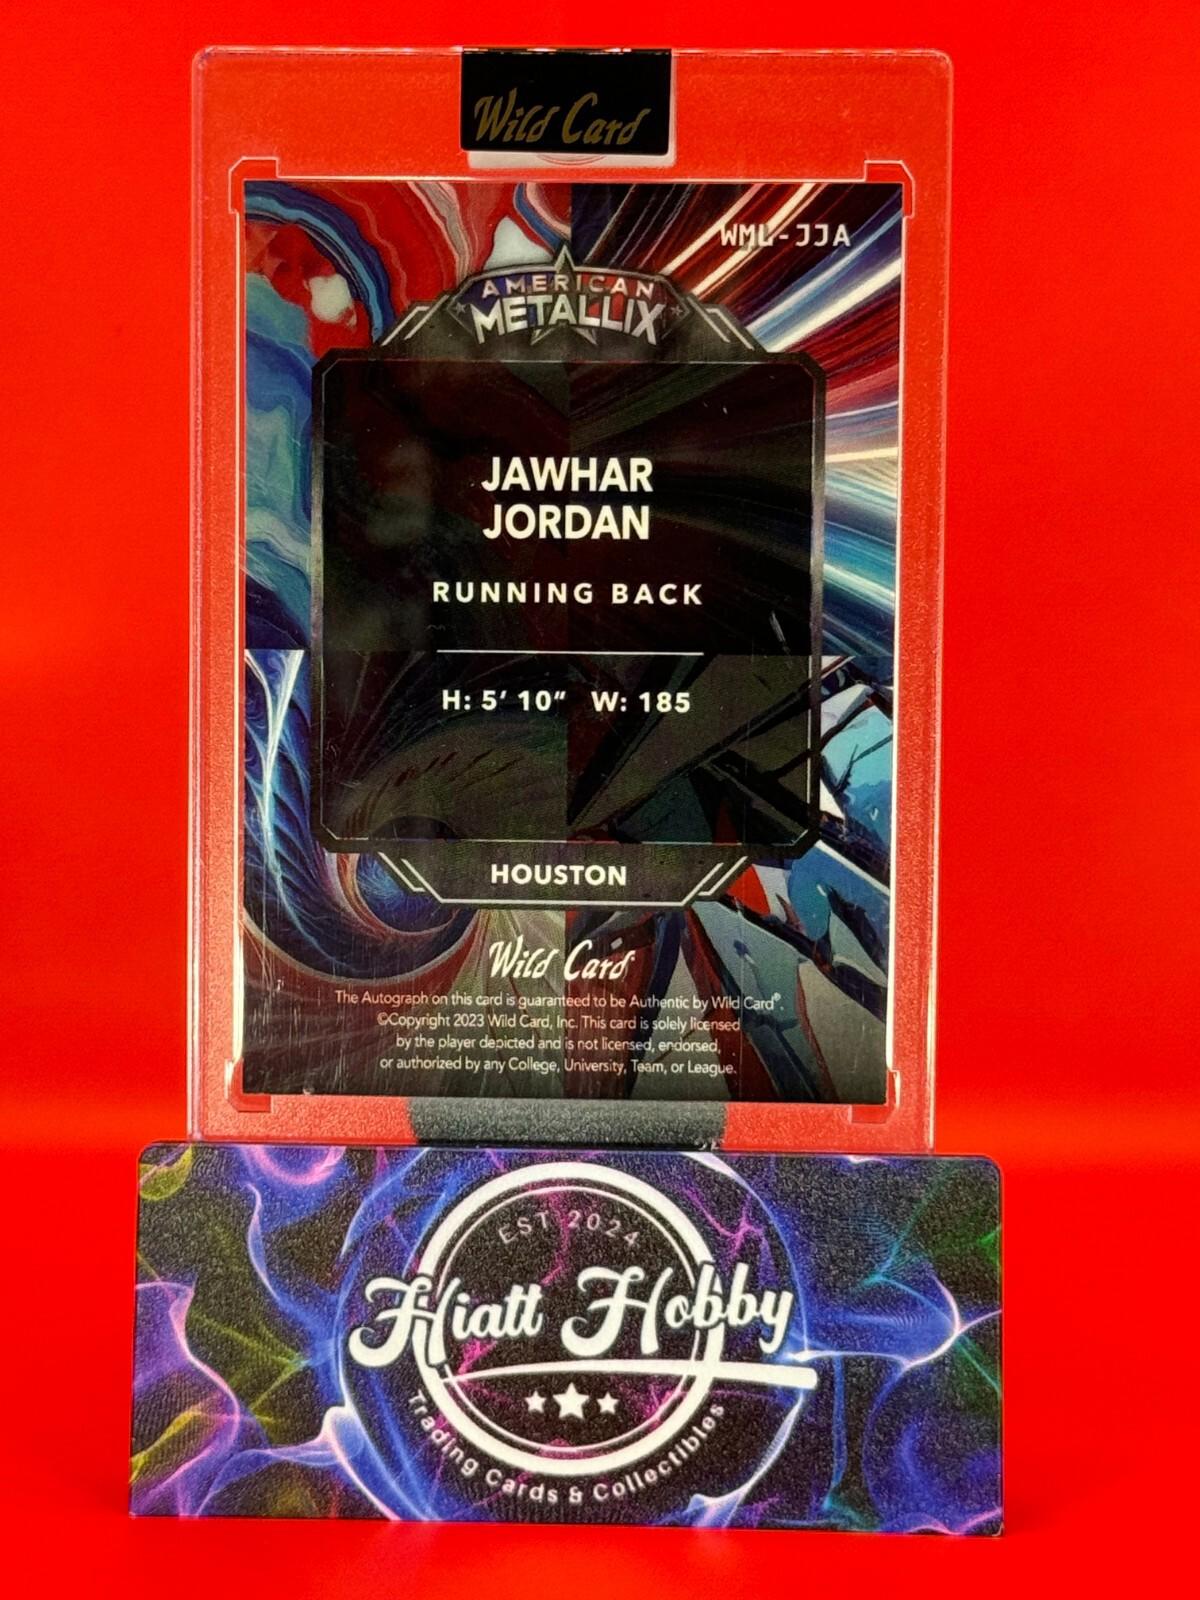 Wild Card
WML-JJA
AMERICAN
METALLIX
JAWHAR
JORDAN
RUNNING BACK
H: 5' 10" W: 185
HOUSTON
Wild Card
The Autograph on this card is guaranteed to be Authentic by Wild Card®.
©Copyright 2023 Wild Card, Inc. This card is solely licensed
by the player depicted and is not licensed, endorsed,
or authorized by any College, University, Team, or League.
EST 2024
Hiatt Hobby
Trading Cards & Collectibles